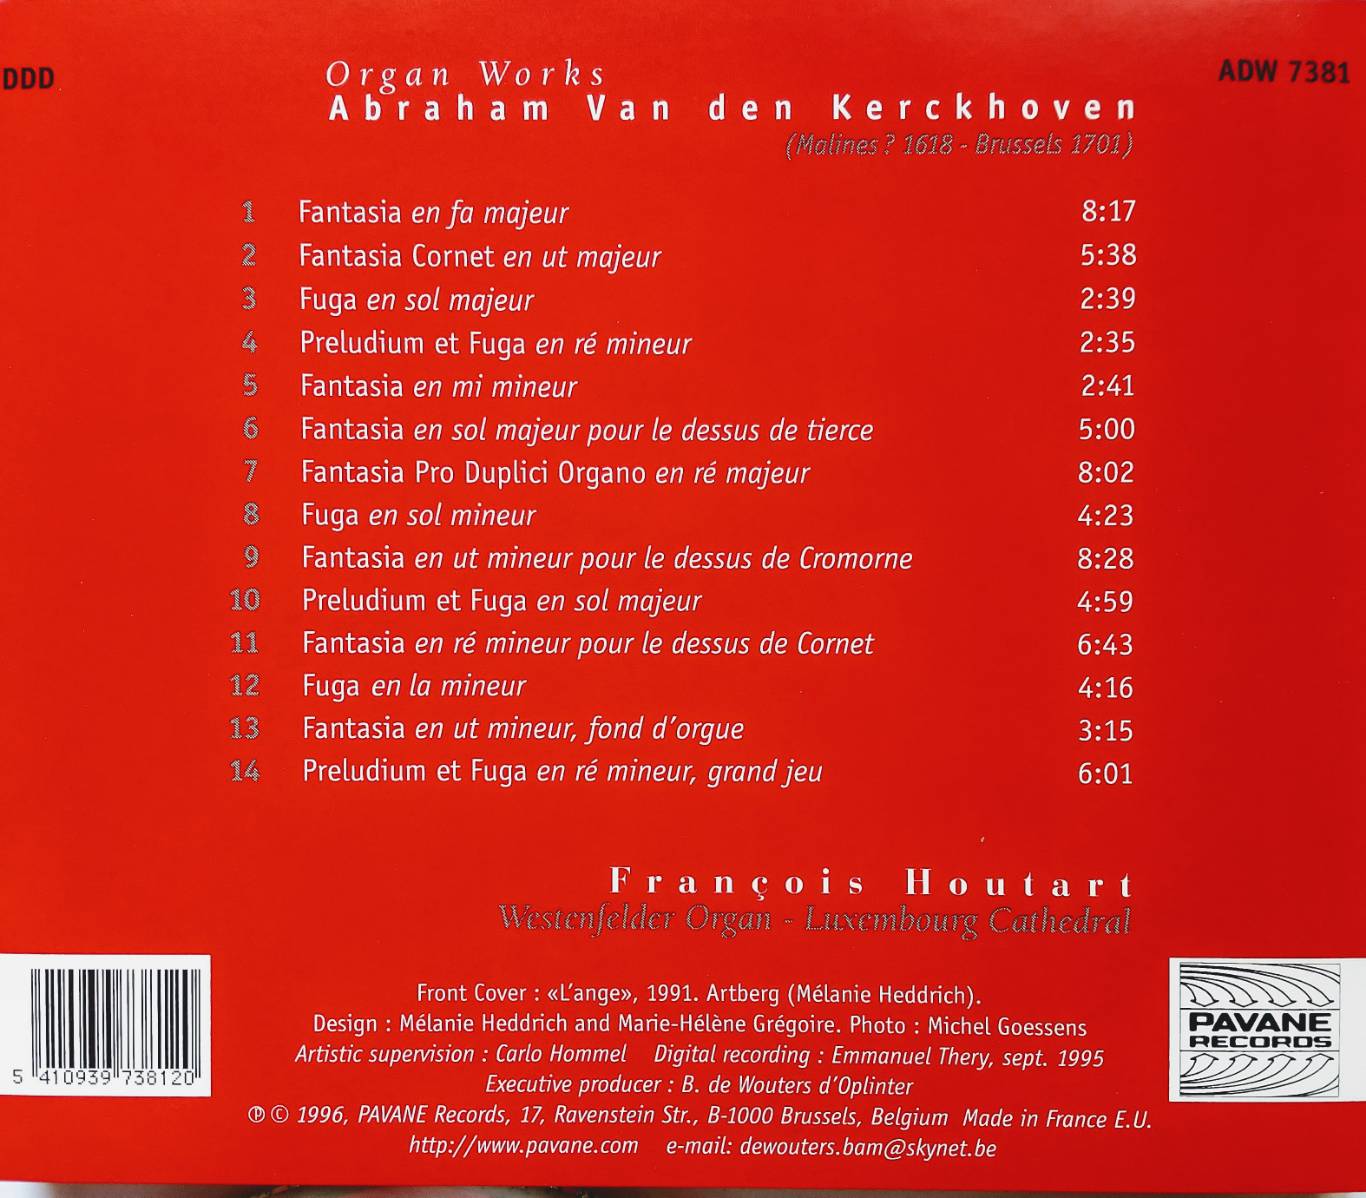 DDD
Organ Works
ADW 7381
Abraham Van den Kerckhoven
(Malines ? 1618 - Brussels 1701)
1 Fantasia en fa majeur 8:17
2 Fantasia Cornet en ut majeur 5:38
3 Fuga en sol majeur 2:39
4 Preludium et Fuga en ré mineur 2:35
5 Fantasia en mi mineur 2:41
6 Fantasia en sol majeur pour le dessus de tierce 5:00
7 Fantasia Pro Duplici Organo en ré majeur 8:02
8 Fuga en sol mineur 4:23
9 Fantasia en ut mineur pour le dessus de Cromorne 8:28
10 Preludium et Fuga en sol majeur 4:59
11 Fantasia en ré mineur pour le dessus de Cornet 6:43
12 Fuga en la mineur 4:16
13 Fantasia en ut mineur, fond d'orgue 3:15
14 Preludium et Fuga en ré mineur, grand jeu 6:01
François Houtart
Westenfelder Organ - Luxembourg Cathedral
Front Cover : «L'ange», 1991. Artberg (Mélanie Heddrich).
Design : Mélanie Heddrich and Marie-Hélène Grégoire. Photo : Michel Goessens
Artistic supervision : Carlo Hommel Digital recording : Emmanuel Thery, sept. 1995
Executive producer : B. de Wouters d'Oplinter
℗ © 1996, PAVANE Records, 17, Ravenstein Str., B-1000 Brussels, Belgium Made in France E.U.
http://www.pavane.com e-mail: dewouters.bam@skynet.be
5 410939 738120
PAVANE
RECORDS